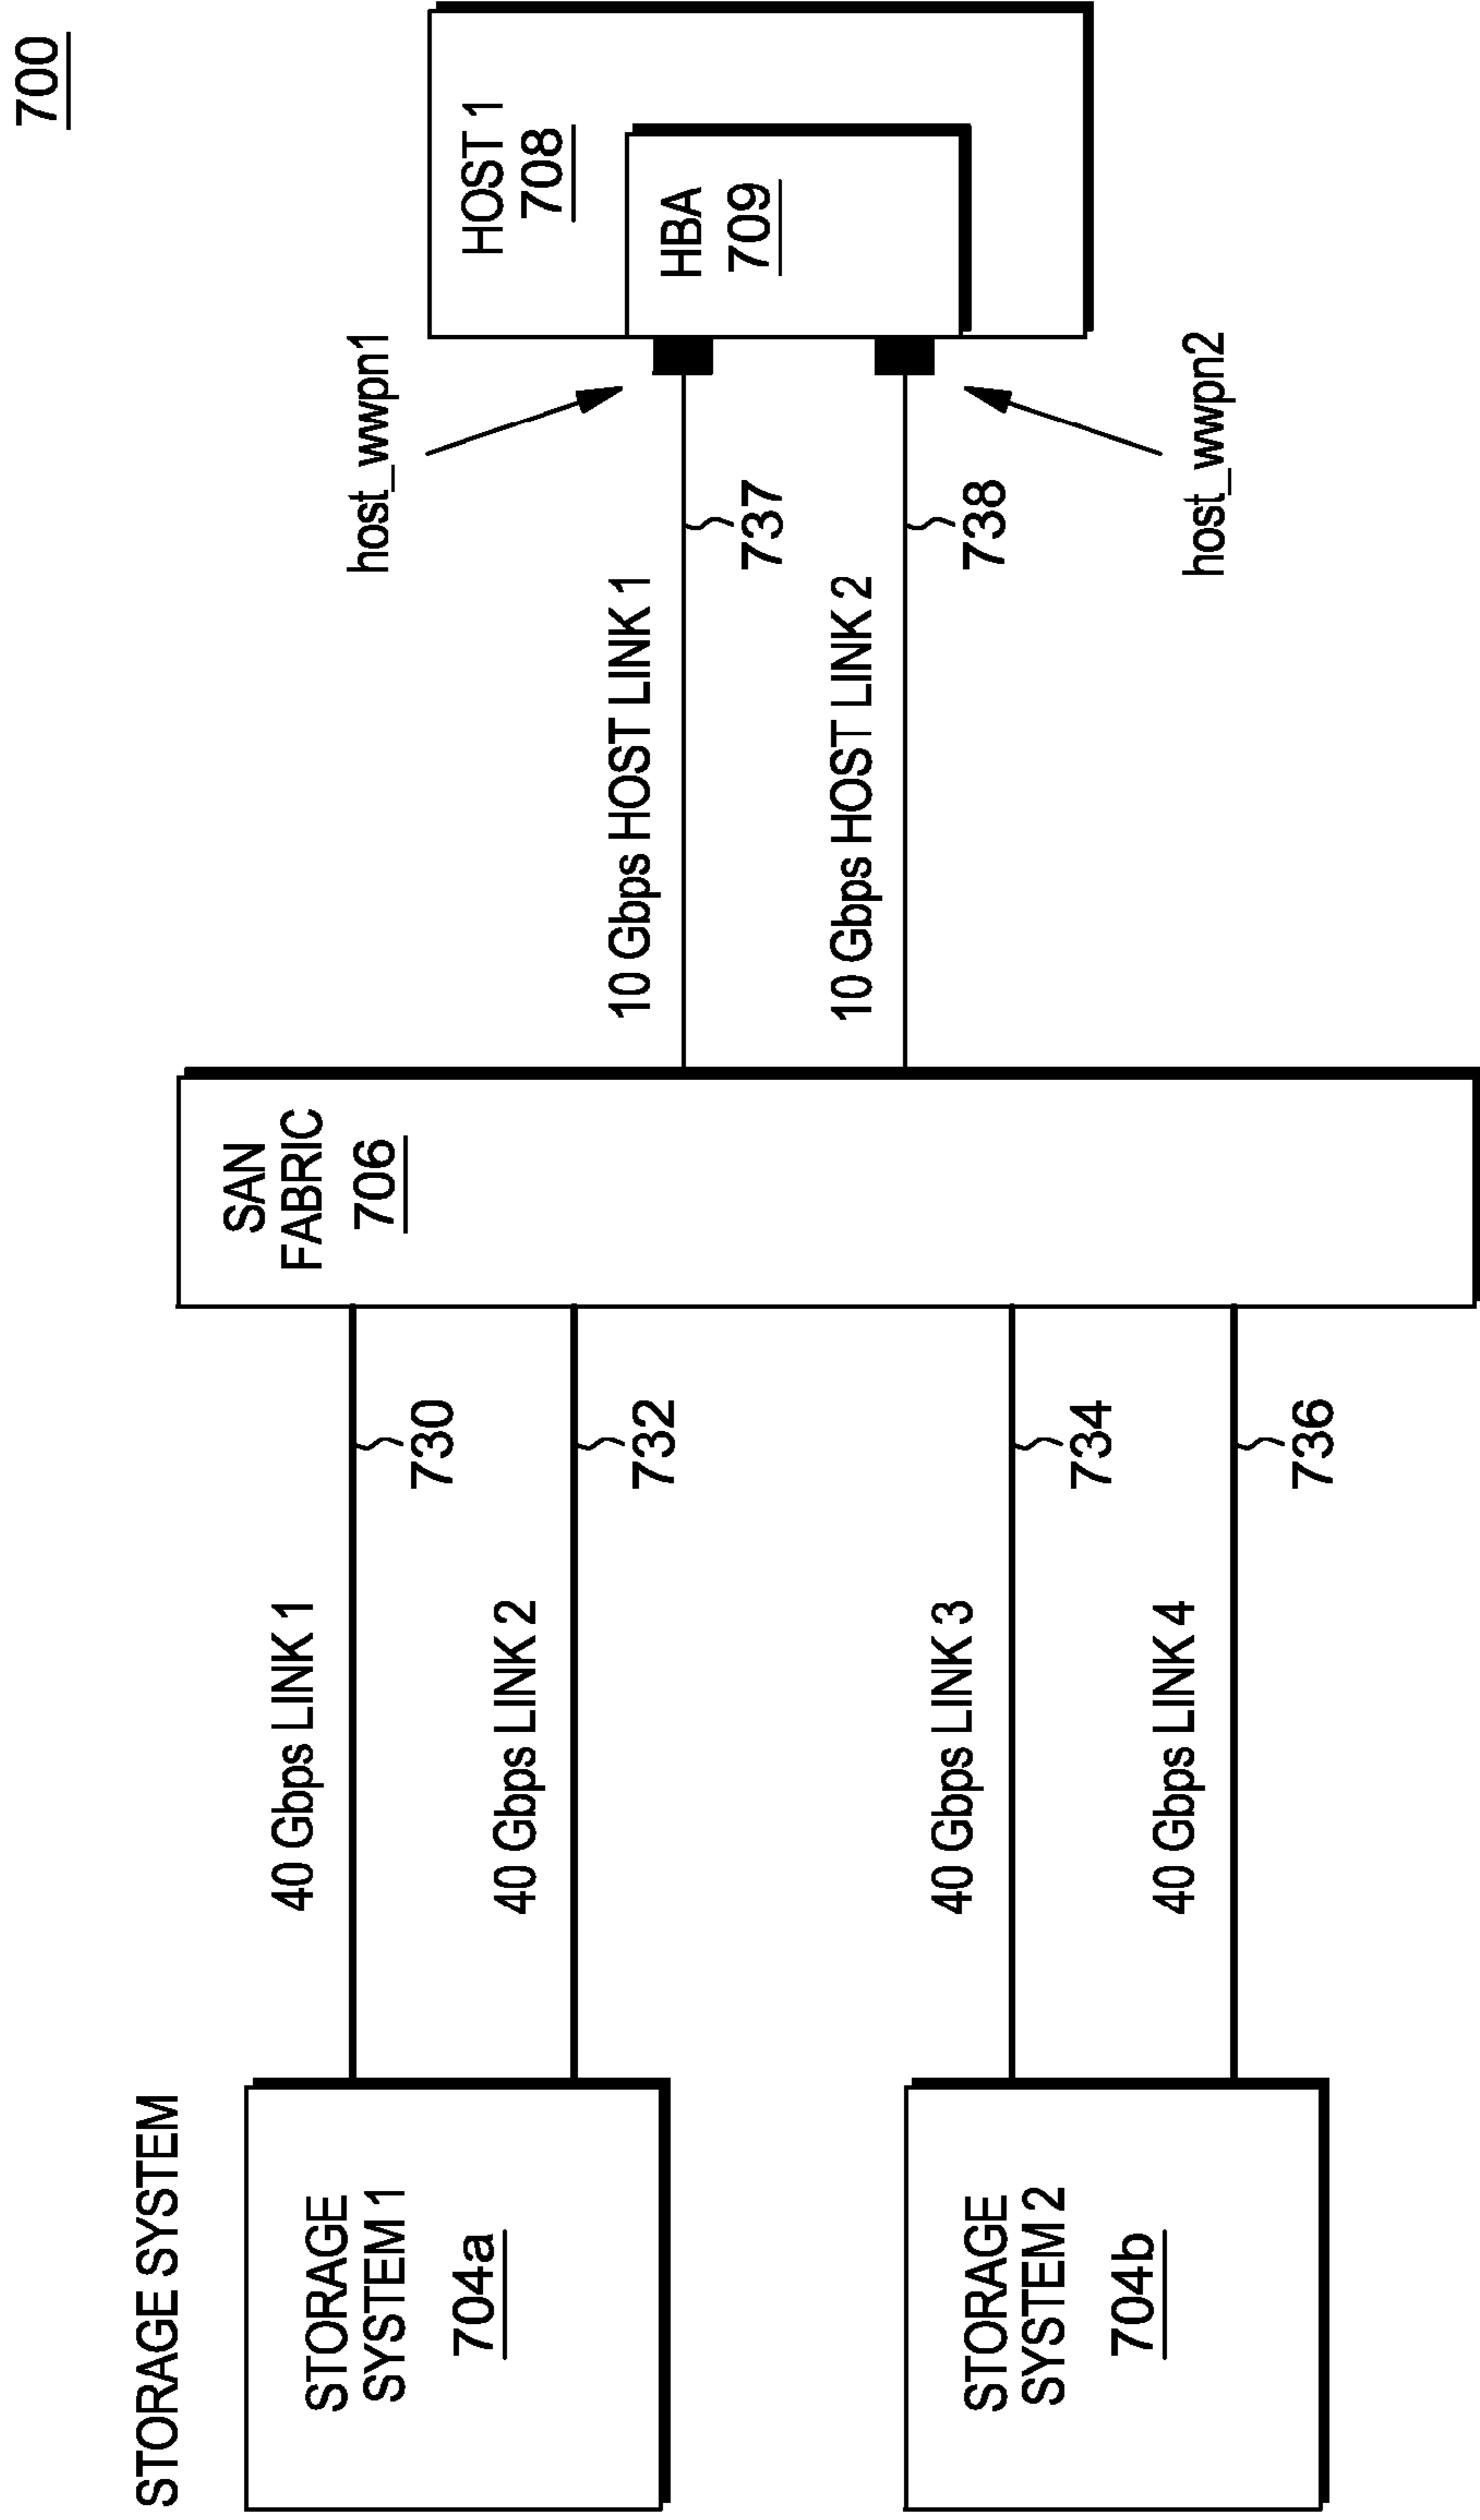 700
STORAGE SYSTEM
STORAGE
SYSTEM 1
704a
40 Gbps LINK 1
730
40 Gbps LINK 2
732
STORAGE
SYSTEM 2
704b
40 Gbps LINK 3
734
40 Gbps LINK 4
736
SAN
FABRIC
706
10 Gbps HOST LINK 1
737
10 Gbps HOST LINK 2
738
host_wwpn1
HOST 1
708
HBA
709
host_wwpn2